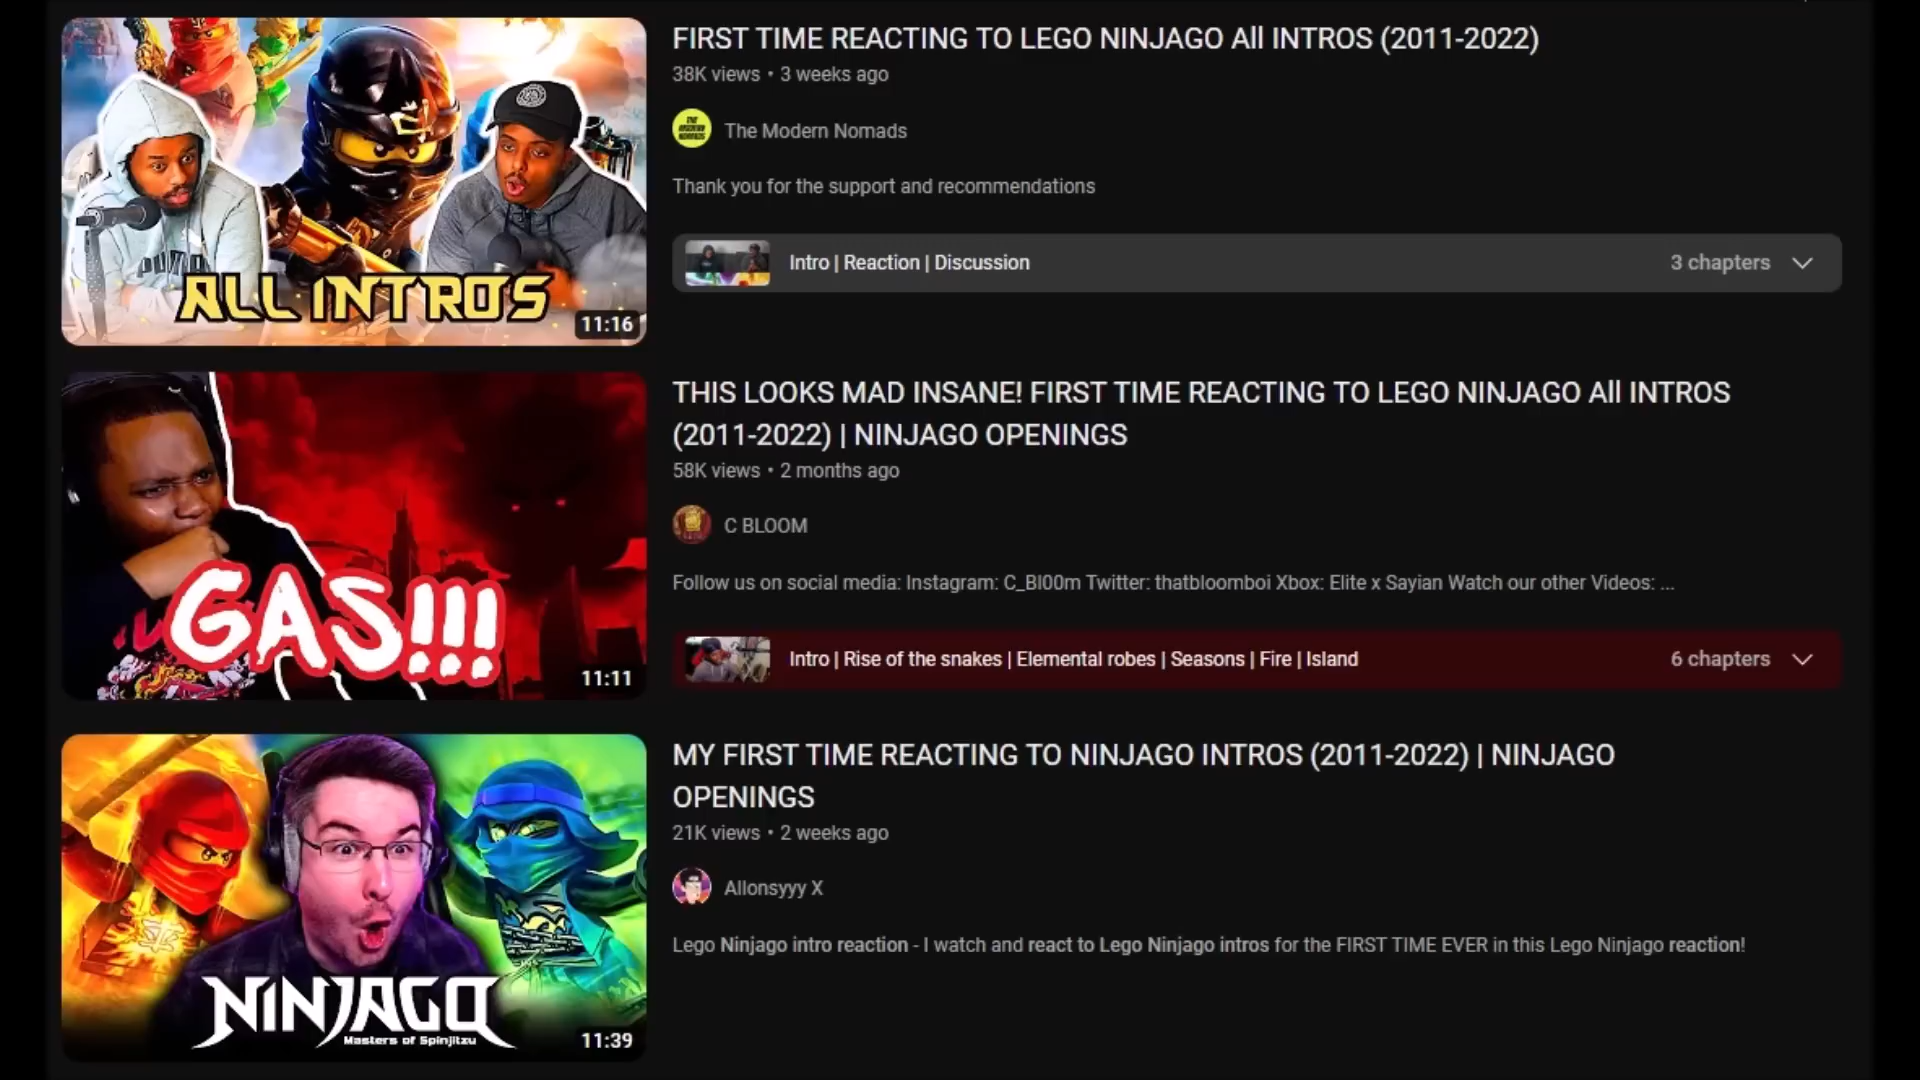 FIRST TIME REACTING TO LEGO NINJAGO All INTROS (2011-2022)
38K views • 3 weeks ago
The Modern Nomads
Thank you for the support and recommendations
Intro | Reaction | Discussion
3 chapters
PUMA
ALL INTROS
11:16
THIS LOOKS MAD INSANE! FIRST TIME REACTING TO LEGO NINJAGO All INTROS
(2011-2022) | NINJAGO OPENINGS
58K views • 2 months ago
C BLOOM
Follow us on social media: Instagram: C_Bl00m Twitter: thatbloomboi Xbox: Elite x Sayian Watch our other Videos: ...
Intro | Rise of the snakes | Elemental robes | Seasons | Fire | Island
6 chapters
GAS!!!
11:11
MY FIRST TIME REACTING TO NINJAGO INTROS (2011-2022) | NINJAGO
OPENINGS
21K views • 2 weeks ago
Allonsyyy X
Lego Ninjago intro reaction - I watch and react to Lego Ninjago intros for the FIRST TIME EVER in this Lego Ninjago reaction!
NINJAGO
Masters of Spinjitzu
11:39